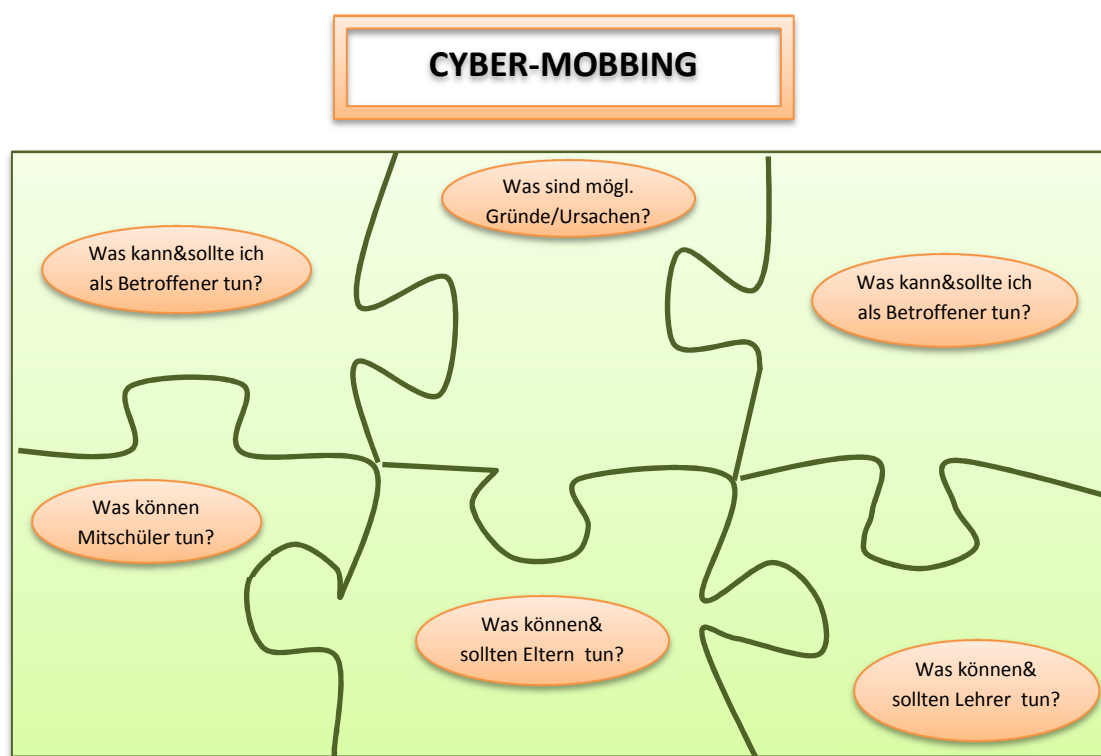 CYBER-MOBBING
Was sind mögl.
Gründe/Ursachen?
Was kann&sollte ich
als Betroffener tun?
Was kann&sollte ich
als Betroffener tun?
Was können
Mitschüler tun?
Was können&
sollten Eltern  tun?
Was können&
sollten Lehrer  tun?